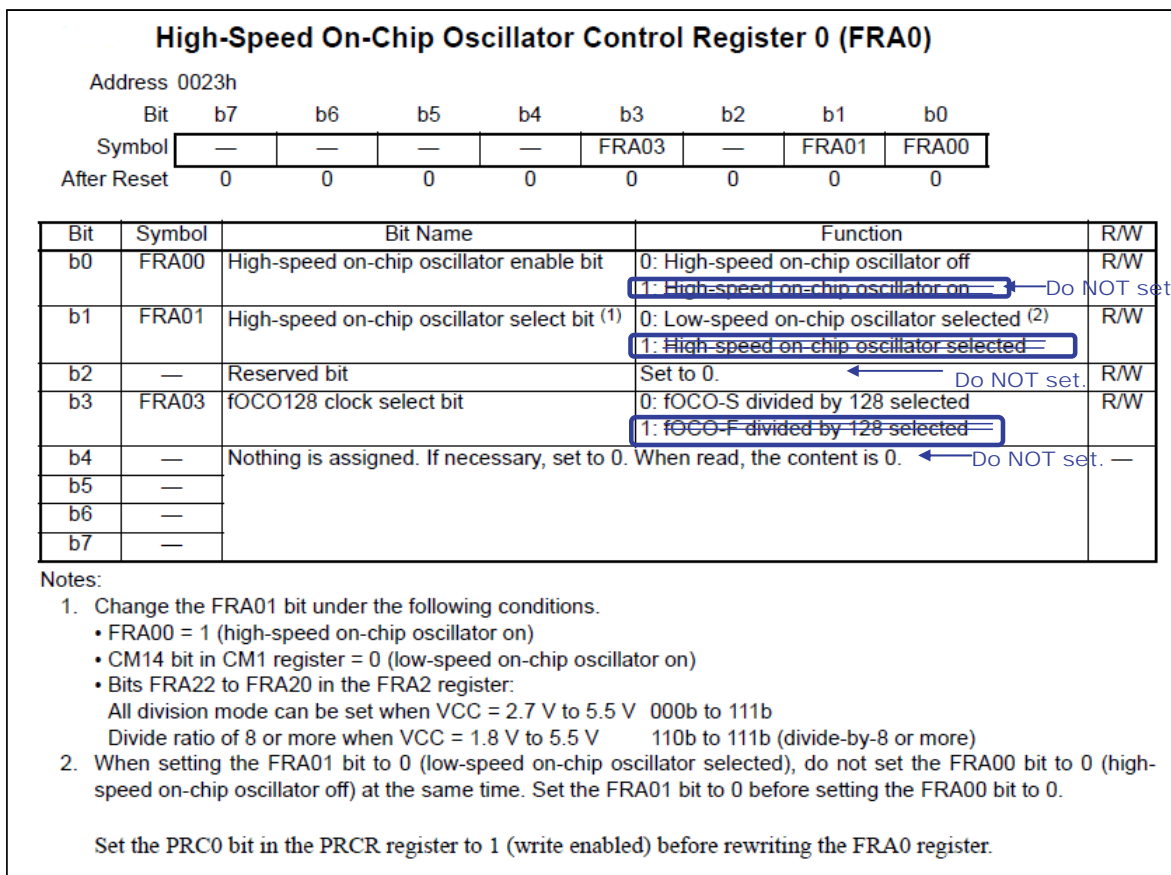 High-Speed On-Chip Oscillator Control Register 0 (FRA0)
Address 0023h
Bit b7 b6 b5 b4 b3 b2 b1 b0
Symbol — — — — FRA03 — FRA01 FRA00
After Reset 0 0 0 0 0 0 0 0
Bit Symbol Bit Name Function R/W
b0 FRA00 High-speed on-chip oscillator enable bit 0: High-speed on-chip oscillator off R/W
1: High-speed on-chip oscillator on Do NOT set
b1 FRA01 High-speed on-chip oscillator select bit (1) 0: Low-speed on-chip oscillator selected (2) R/W
1: High-speed on-chip oscillator selected
b2 — Reserved bit Set to 0. Do NOT set. R/W
b3 FRA03 fOCO128 clock select bit 0: fOCO-S divided by 128 selected R/W
1: fOCO-F divided by 128 selected
b4 — Nothing is assigned. If necessary, set to 0. When read, the content is 0. Do NOT set. —
b5 —
b6 —
b7 —
Notes:
1. Change the FRA01 bit under the following conditions.
• FRA00 = 1 (high-speed on-chip oscillator on)
• CM14 bit in CM1 register = 0 (low-speed on-chip oscillator on)
• Bits FRA22 to FRA20 in the FRA2 register:
All division mode can be set when VCC = 2.7 V to 5.5 V 000b to 111b
Divide ratio of 8 or more when VCC = 1.8 V to 5.5 V 110b to 111b (divide-by-8 or more)
2. When setting the FRA01 bit to 0 (low-speed on-chip oscillator selected), do not set the FRA00 bit to 0 (high-
speed on-chip oscillator off) at the same time. Set the FRA01 bit to 0 before setting the FRA00 bit to 0.
Set the PRC0 bit in the PRCR register to 1 (write enabled) before rewriting the FRA0 register.